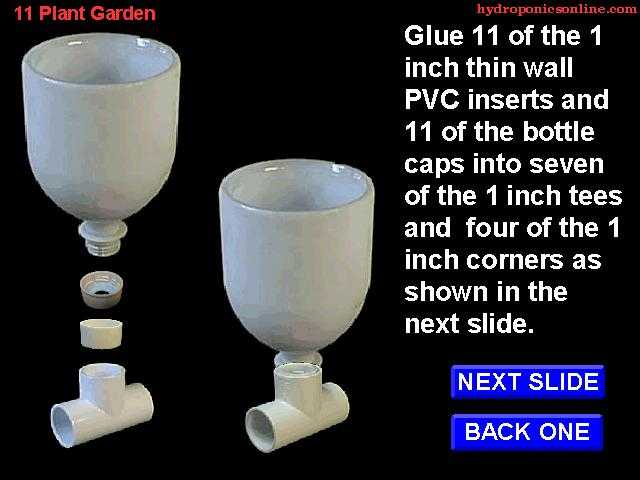 11 Plant Garden
hydroponicsonline.com
Glue 11 of the 1
inch thin wall
PVC inserts and
11 of the bottle
caps into seven
of the 1 inch tees
and four of the 1
inch corners as
shown in the
next slide.
NEXT SLIDE
BACK ONE